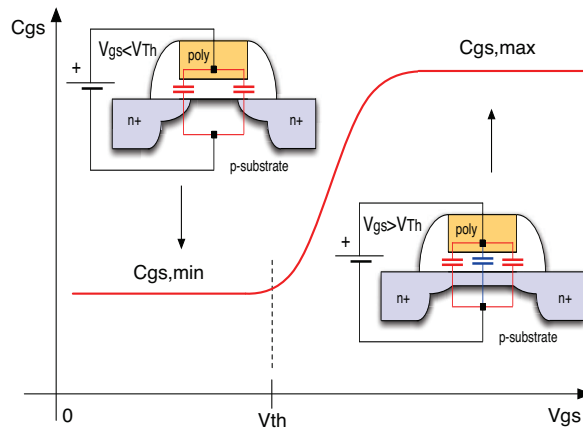 Cgs
Vgs<VTh
poly
Cgs,max
+
n+
n+
p-substrate
Vgs>VTh
poly
+
Cgs,min
n+
n+
p-substrate
0
Vth
Vgs